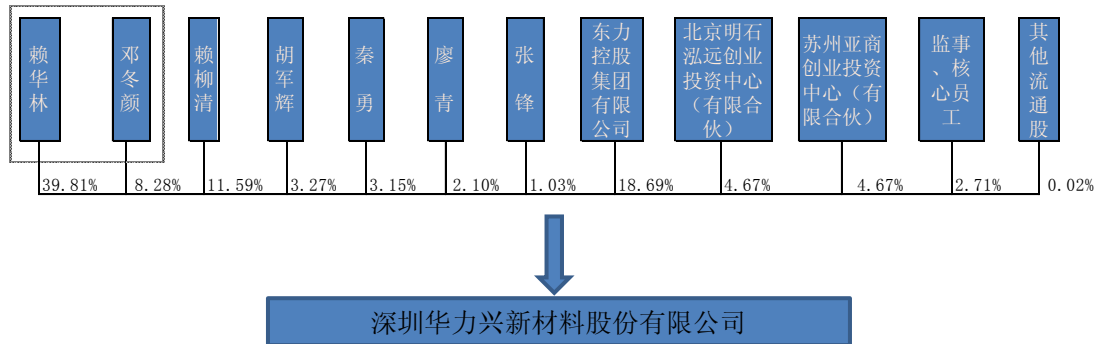 赖华林
邓冬颜
赖柳清
胡军辉
秦勇
廖青
张锋
东力
控股
集团
有限
公司
北京明石
泓远创业
投资中心
（有限合
伙）
苏州亚商
创业投资
中心（有
限合伙）
监事
、核
心员
工
其他流通股
39.81%
8.28%
11.59%
3.27%
3.15%
2.10%
1.03%
18.69%
4.67%
4.67%
2.71%
0.02%
深圳华力兴新材料股份有限公司